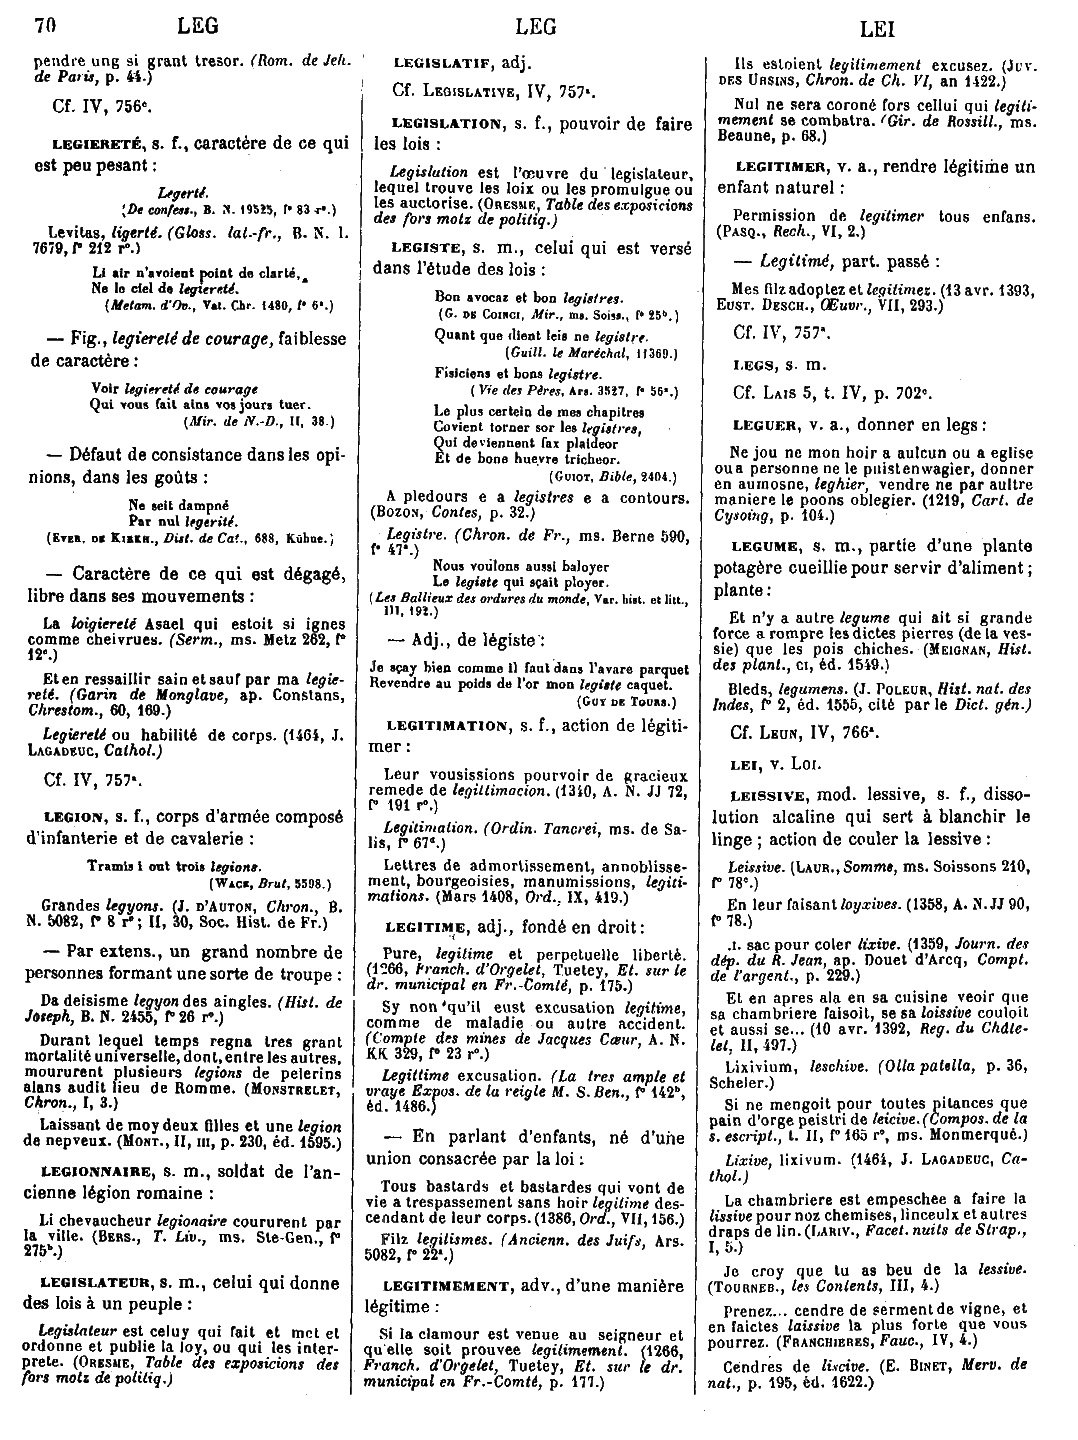 70 LEG LEG LEI
pendre ung si grant tresor. (Rom. de Jeh.
de Paris, p. 44.)
Cf. IV, 756c.
LEGIERETÉ, s. f., caractère de ce qui
est peu pesant :
Legerté.
(De confess., B. N. 19525, f° 83 r°.)
Levitas, ligerté. (Gloss. lat.-fr., B. N. l.
7679, f° 212 r°.)
Li air n'avoient point de clarté,
Ne le ciel de legiereté.
(Metam. d'Ov., Vat. Chr. 1480, f° 6a.)
— Fig., legiereté de courage, faiblesse
de caractère :
Voir legiereté de courage
Qui vous fait ains vos jours tuer.
(Mir. de N.-D., II, 38.)
— Défaut de consistance dans les opi-
nions, dans les goûts :
Ne seit dampné
Par nul legerité.
(Ever. de Kirkh., Dist. de Cat., 688, Kühne.)
— Caractère de ce qui est dégagé,
libre dans ses mouvements :
La loigiereté Asael qui estoit si ignes
comme cheivrues. (Serm., ms. Metz 262, f°
12c.)
Et en ressaillir sain et sauf par ma legie-
reté. (Garin de Monglave, ap. Constans,
Chrestom., 60, 169.)
Legiereté ou habilité de corps. (1464, J.
LAGADEUC, Cathol.)
Cf. IV, 757a.
LEGION, s. f., corps d'armée composé
d'infanterie et de cavalerie :
Tramis i ont trois legions.
(WACE, Brut, 5598.)
Grandes legyons. (J. D'AUTON, Chron., B.
N. 5082, f° 8 r°; II, 30, Soc. Hist. de Fr.)
— Par extens., un grand nombre de
personnes formant une sorte de troupe :
Da deisisme legyon des aingles. (Hist. de
Joseph, B. N. 2455, f° 26 r°.)
Durant lequel temps regna tres grant
mortalité universelle, dont, entre les autres,
moururent plusieurs legions de pelerins
alans audit lieu de Romme. (MONSTRELET,
Chron., I, 3.)
Laissant de moy deux filles et une legion
de nepveux. (MONT., II, III, p. 230, éd. 1595.)
LEGIONNAIRE, s. m., soldat de l'an-
cienne légion romaine :
Li chevaucheur legionaire coururent par
la ville. (BERS., T. Liv., ms. Ste-Gen., f°
275b.)
LEGISLATEUR, s. m., celui qui donne
des lois à un peuple :
Legislateur est celuy qui fait et met et
ordonne et publie la loy, ou qui les inter-
prete. (ORESME, Table des exposicions des
fors motz de politiq.)
LEGISLATIF, adj.
Cf. LEGISLATIVE, IV, 757a.
LEGISLATION, s. f., pouvoir de faire
les lois :
Legislation est l'œuvre du legislateur,
lequel trouve les loix ou les promulgue ou
les auctorise. (ORESME, Table des exposicions
des fors motz de politiq.)
LEGISTE, s. m., celui qui est versé
dans l'étude des lois :
Bon avocaz et bon legistres.
(G. DE COINCI, Mir., ms. Soiss., f° 25b.)
Quant que dient leis ne legistre.
(Guill. le Maréchal, 11369.)
Fisiciens et bons legistre.
(Vie des Pères, Ars. 3527, f° 56a.)
Le plus certein de mes chapitres
Covient torner sor les legistres,
Qui deviennent fax plaideor
Et de bone huevre tricheor.
(GUIOT, Bible, 2404.)
A pledours e a legistres e a contours.
(BOZON, Contes, p. 32.)
Legistre. (Chron. de Fr., ms. Berne 590,
f° 47a.)
Nous voulons aussi baloyer
Le legiste qui sçait ployer.
(Les Ballieux des ordures du monde, Var. hist. et litt.,
III, 192.)
— Adj., de légiste :
Je sçay bien comme il faut dans l'avare parquet
Revendre au poids de l'or mon legiste caquet.
(GUY DE TOURS.)
LEGITIMATION, s. f., action de légiti-
mer :
Leur vousissions pourvoir de gracieux
remede de legittimacion. (1340, A. N. JJ 72,
f° 191 r°.)
Legitimation. (Ordin. Tancrei, ms. de Sa-
lis, f° 67d.)
Lettres de admortissement, annoblisse-
ment, bourgeoisies, manumissions, legiti-
mations. (Mars 1408, Ord., IX, 419.)
LEGITIME, adj., fondé en droit :
Pure, legitime et perpetuelle liberté.
(1266, Franch. d'Orgelet, Tuetey, Et. sur le
dr. municipal en Fr.-Comté, p. 175.)
Sy non qu'il eust excusation legitime,
comme de maladie ou autre accident.
(Compte des mines de Jacques Cœur, A. N.
KK 329, f° 23 r°.)
Legittime excusation. (La tres ample et
vraye Expos. de la reigle M. S. Ben., f° 142b,
éd. 1486.)
— En parlant d'enfants, né d'une
union consacrée par la loi :
Tous bastards et bastardes qui vont de
vie a trespassement sans hoir legitime des-
cendant de leur corps. (1386, Ord., VII, 156.)
Filz legitismes. (Ancienn. des Juifs, Ars.
5082, f° 22a.)
LEGITIMEMENT, adv., d'une manière
légitime :
Si la clamour est venue au seigneur et
qu'elle soit prouvee legitimement. (1266,
Franch. d'Orgelet, Tuetey, Et. sur le dr.
municipal en Fr.-Comté, p. 177.)
Ils estoient legitimement excusez. (JUV.
DES URSINS, Chron. de Ch. VI, an 1422.)
Nul ne sera coroné fors cellui qui legiti-
mement se combatra. (Gir. de Rossill., ms.
Beaune, p. 68.)
LEGITIMER, v. a., rendre légitime un
enfant naturel :
Permission de legitimer tous enfans.
(PASQ., Rech., VI, 2.)
— Legitimé, part. passé :
Mes filz adoptez et legitimez. (13 avr. 1393,
EUST. DESCH., Œuvr., VII, 293.)
Cf. IV, 757a.
LEGS, s. m.
Cf. LAIS 5, t. IV, p. 702c.
LEGUER, v. a., donner en legs :
Ne jou ne mon hoir a aulcun ou a eglise
ou a personne ne le puist enwagier, donner
en aumosne, leghier, vendre ne par aultre
maniere le poons oblegier. (1219, Cart. de
Cysoing, p. 104.)
LEGUME, s. m., partie d'une plante
potagère cueillie pour servir d'aliment ;
plante :
Et n'y a autre legume qui ait si grande
force a rompre les dictes pierres (de la ves-
sie) que les pois chiches. (MEIGNAN, Hist.
des plant., CI, éd. 1549.)
Bleds, legumens. (J. POLEUR, Hist. nat. des
Indes, f° 2, éd. 1555, cité par le Dict. gén.)
Cf. LEUN, IV, 766a.
LEI, v. LOI.
LEISSIVE, mod. lessive, s. f., disso-
lution alcaline qui sert à blanchir le
linge ; action de couler la lessive :
Leissive. (LAUR., Somme, ms. Soissons 210,
f° 78c.)
En leur faisant loyxives. (1358, A. N. JJ 90,
f° 78.)
.I. sac pour coler lixive. (1359, Journ. des
dép. du R. Jean, ap. Douet d'Arcq, Compt.
de l'argent., p. 229.)
Et en apres ala en sa cuisine veoir que
sa chambriere faisoit, se sa loissive couloit
et aussi se... (10 avr. 1392, Reg. du Châte-
let, II, 497.)
Lixivium, leschive. (Olla patella, p. 36,
Scheler.)
Si ne mengoit pour toutes pitances que
pain d'orge peistri de leicive. (Compos. de la
s. escript., t. II, f° 165 r°, ms. Monmerqué.)
Lixive, lixivum. (1464, J. LAGADEUC, Ca-
thol.)
La chambriere est empeschee a faire la
lissive pour noz chemises, linceulx et autres
draps de lin. (LARIV., Facet. nuits de Strap.,
I, 5.)
Je croy que tu as beu de la lessive.
(TOURNEB., les Contents, III, 4.)
Prenez... cendre de serment de vigne, et
en faictes laissive la plus forte que vous
pourrez. (FRANCHIERES, Fauc., IV, 4.)
Cendres de lixcive. (E. BINET, Merv. de
nat., p. 195, éd. 1622.)